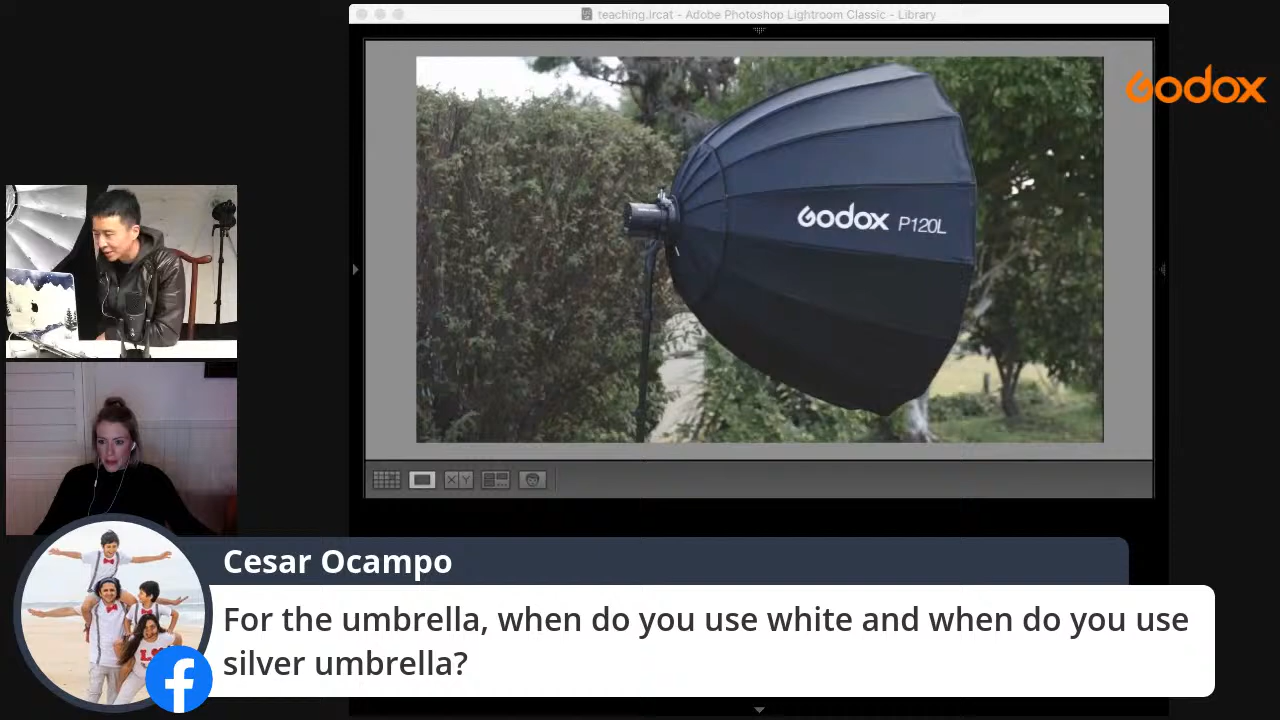 teaching.lrcat - Adobe Photoshop Lightroom Classic - Library
Godox
Godox P120L
X Y
Cesar Ocampo
For the umbrella, when do you use white and when do you use
silver umbrella?